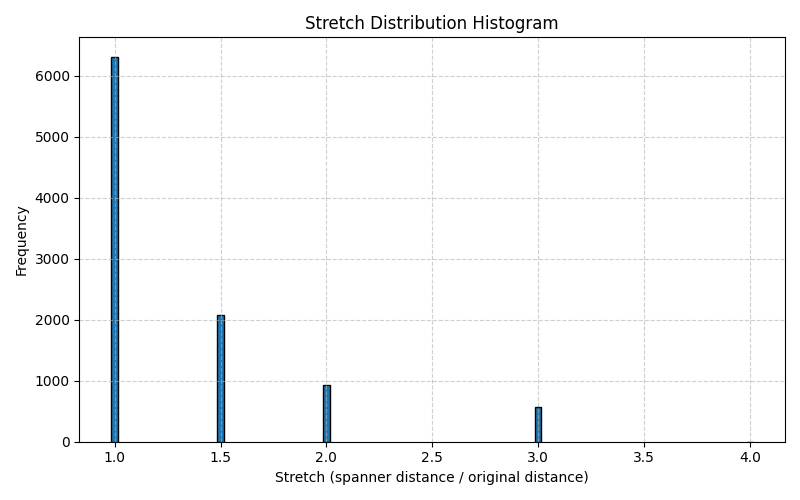 Stretch Distribution Histogram
Frequency
6000
5000
4000
3000
2000
1000
0
1.0 1.5 2.0 2.5 3.0 3.5 4.0
Stretch (spanner distance / original distance)